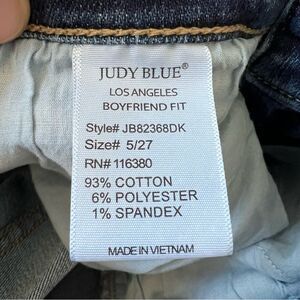 JUDY BLUE®
LOS ANGELES
BOYFRIEND FIT
Style# JB82368DK
Size# 5/27
RN# 116380
93% COTTON
6% POLYESTER
1% SPANDEX
MADE IN VIETNAM